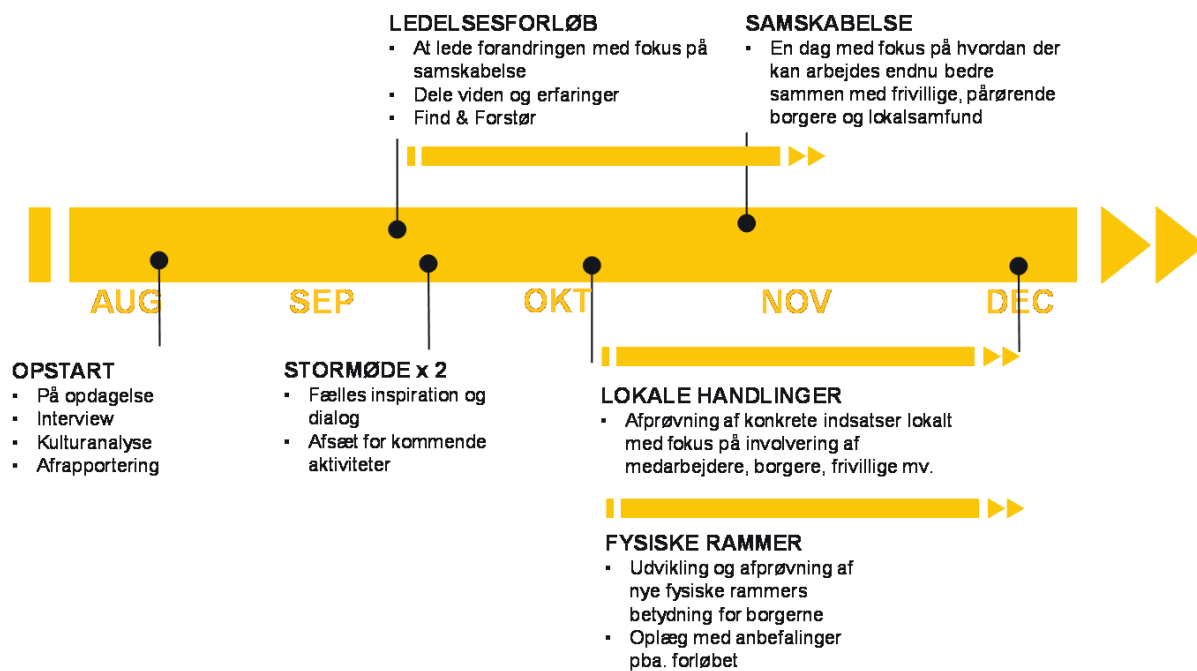 LEDELSESFORLØB
▪ At lede forandringen med fokus på
samskabelse
▪ Dele viden og erfaringer
▪ Find & Forstør
SAMSKABELSE
▪ En dag med fokus på hvordan der
kan arbejdes endnu bedre
sammen med frivillige, pårørende
borgere og lokalsamfund
AUG
SEP
OKT
NOV
DEC
OPSTART
▪ På opdagelse
▪ Interview
▪ Kulturanalyse
▪ Afrapportering
STORMØDE x 2
▪ Fælles inspiration og
dialog
▪ Afsæt for kommende
aktiviteter
LOKALE HANDLINGER
▪ Afprøvning af konkrete indsatser lokalt
med fokus på involvering af
medarbejdere, borgere, frivillige mv.
FYSISKE RAMMER
▪ Udvikling og afprøvning af
nye fysiske rammers
betydning for borgerne
▪ Oplæg med anbefalinger
pba. forløbet